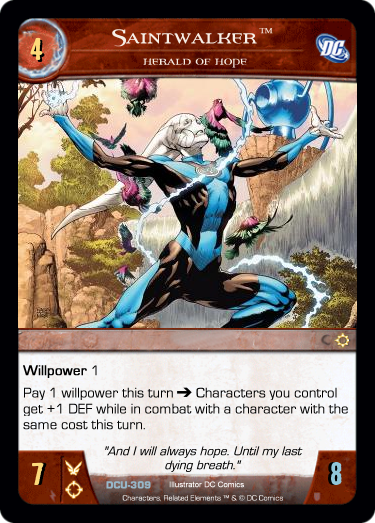 4
SAINTWALKER™
HERALD OF HOPE
DC
Willpower 1
Pay 1 willpower this turn ➔ Characters you control
get +1 DEF while in combat with a character with the
same cost this turn.
"And I will always hope. Until my last
dying breath."
7
DCU-309
Illustrator DC Comics
8
Characters, Related Elements ™ & © DC Comics